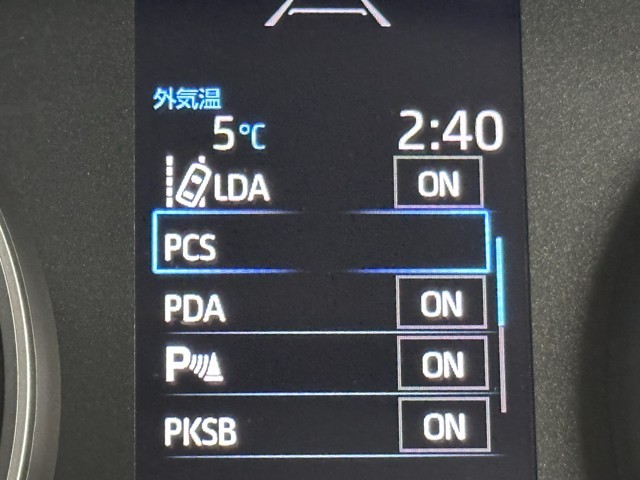 外気温
5℃ 2:40
LDA ON
PCS
PDA ON
P ON
PKSB ON